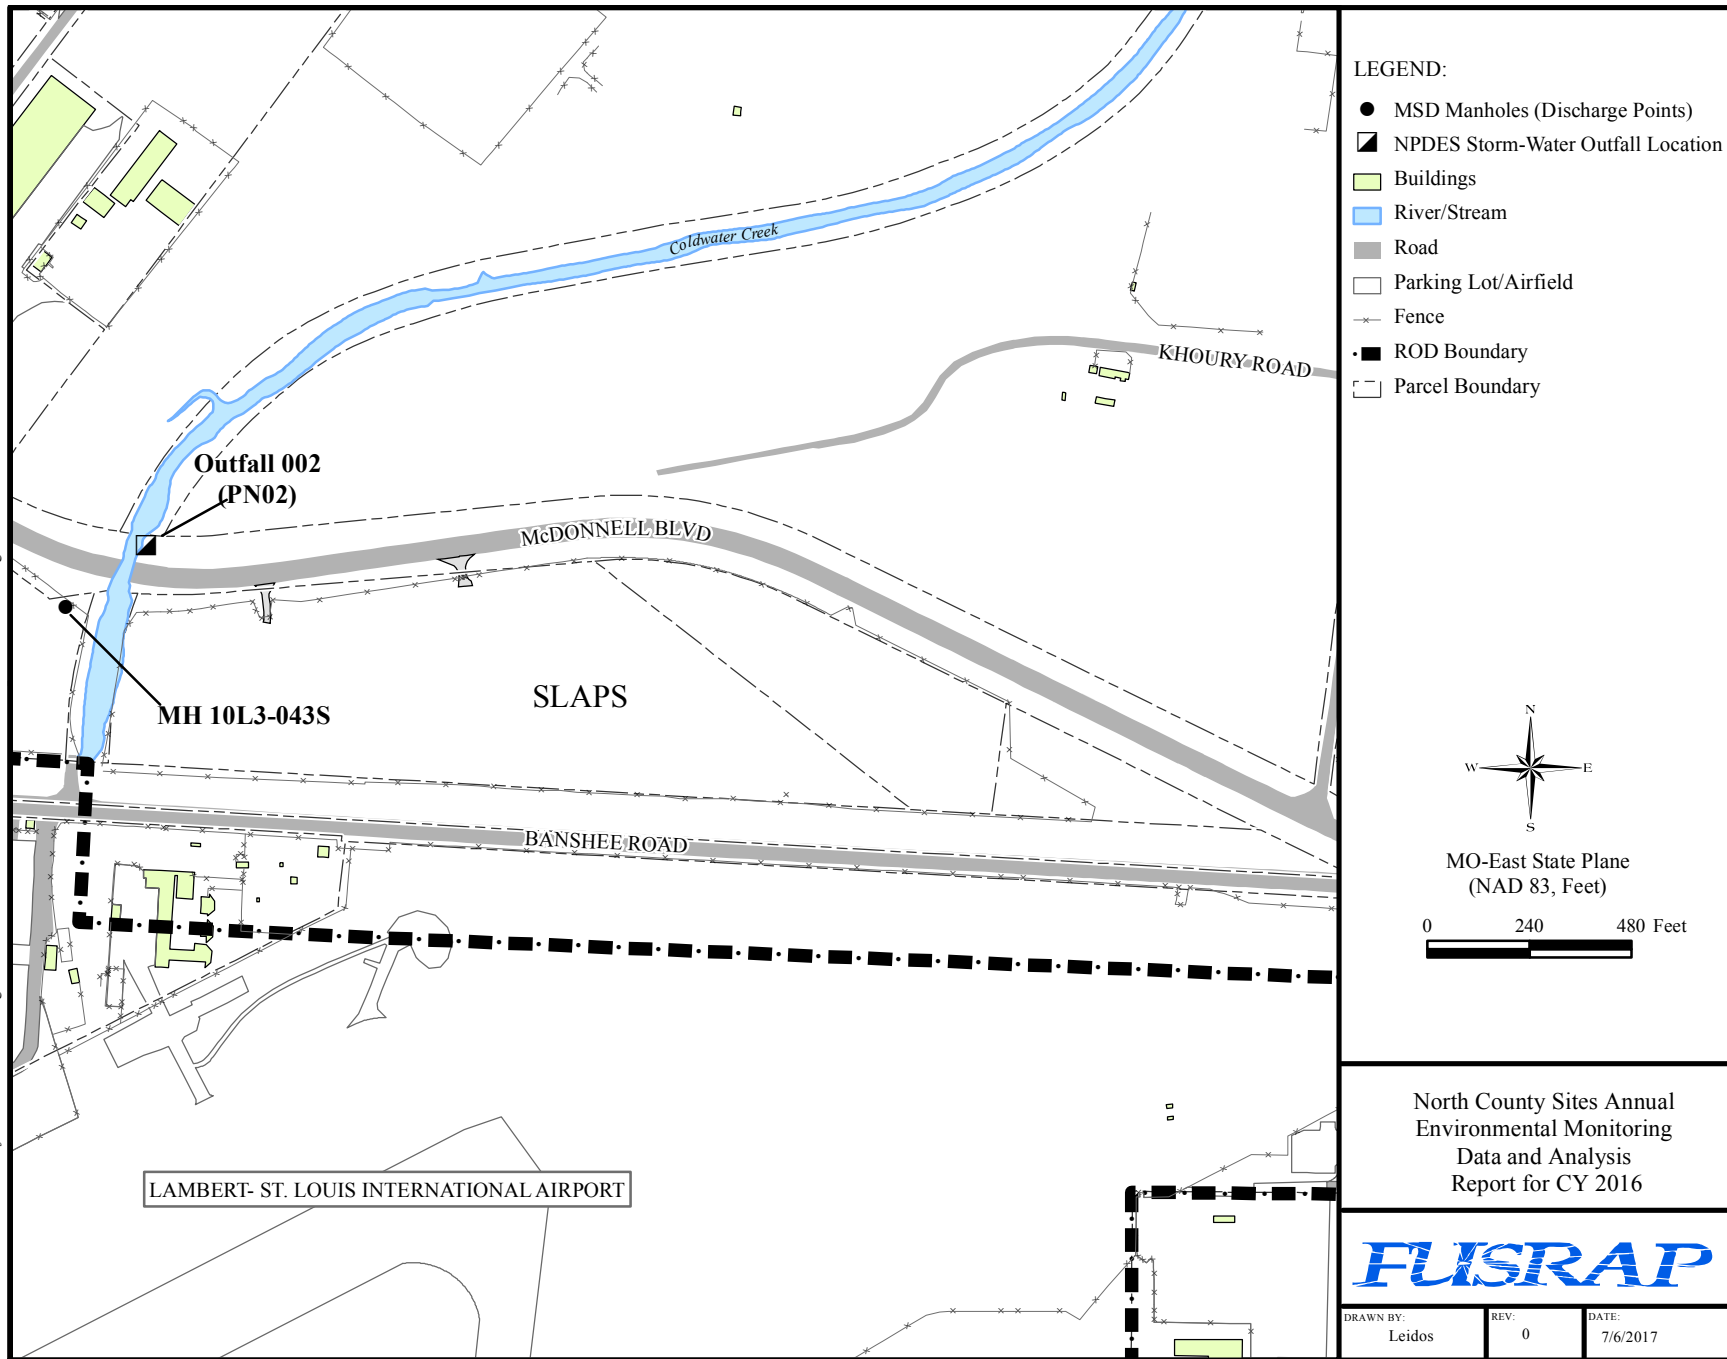 Coldwater Creek
KHOURY ROAD
Outfall 002
(PN02)
McDONNELL BLVD
SLAPS
MH 10L3-043S
BANSHEE ROAD
LAMBERT- ST. LOUIS INTERNATIONAL AIRPORT
LEGEND:
MSD Manholes (Discharge Points)
NPDES Storm-Water Outfall Location
Buildings
River/Stream
Road
Parking Lot/Airfield
Fence
ROD Boundary
Parcel Boundary
N
W E
S
MO-East State Plane
(NAD 83, Feet)
0 240 480 Feet
North County Sites Annual
Environmental Monitoring
Data and Analysis
Report for CY 2016
FUSRAP
DRAWN BY: REV: DATE:
Leidos 0 7/6/2017